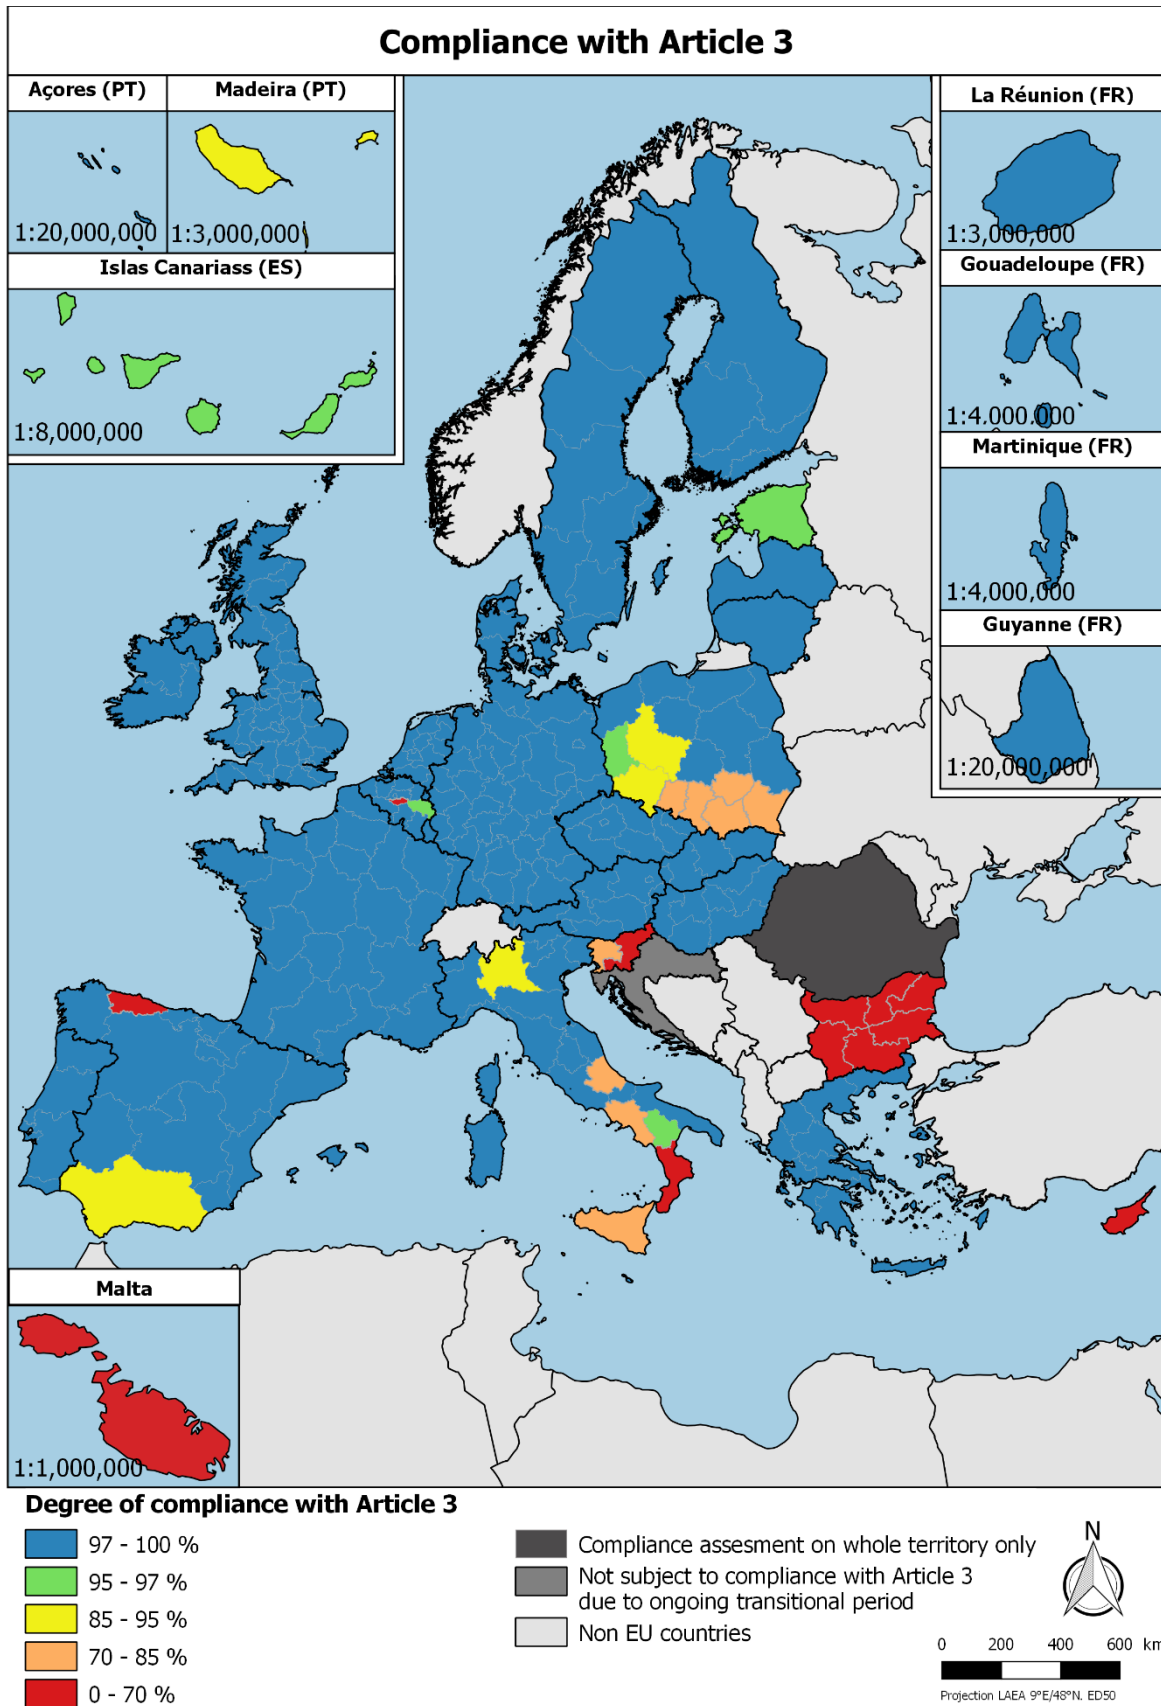 Compliance with Article 3
Açores (PT)
Madeira (PT)
1:20,000,000
1:3,000,000
Islas Canariass (ES)
1:8,000,000
La Réunion (FR)
1:3,000,000
Gouadeloupe (FR)
1:4.000.000
Martinique (FR)
1:4,000,000
Guyanne (FR)
1:20,000,000
Malta
1:1,000,000
Degree of compliance with Article 3
97 - 100 %
95 - 97 %
85 - 95 %
70 - 85 %
0 - 70 %
Compliance assesment on whole territory only
Not subject to compliance with Article 3
due to ongoing transitional period
Non EU countries
N
0 200 400 600 km
Projection LAEA 9°E/48°N. ED50